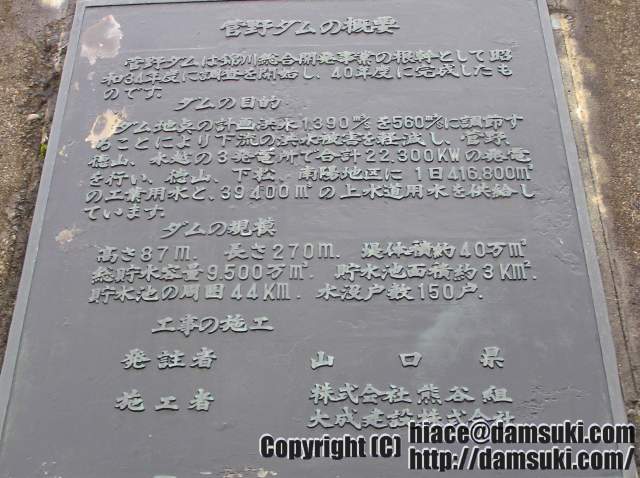 菅野ダムの概要
菅野ダムは錦川総合開発事業の根幹として昭
和34年度に調査を開始し、40年度に完成したも
のです.
ダムの目的
ダム地点の計画洪水1,390㎥/sを560㎥/sに調節す
ることにより下流の洪水被害を軽減し、菅野、
徳山、水越の3発電所で合計22,300KWの発電
を行い、徳山、下松、南陽地区に1日416,800m³
の工業用水と、39,400m³の上水道用水を供給し
ています.
ダムの規模
高さ87m. 長さ270m. 堤体積約40万m³
総貯水容量9,500万m³. 貯水池面積約3Km².
貯水池の周囲44Km. 水没戸数150戸.
工事の施工
発註者 山口県
施工者 株式会社熊谷組
大成建設株式会社
Copyright (C) hiace@damsuki.com
http://damsuki.com/